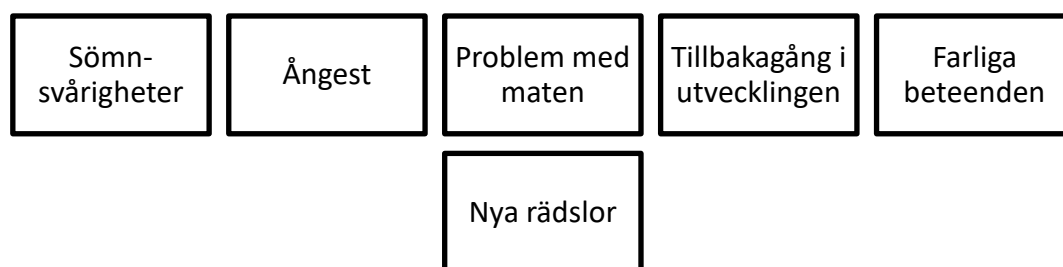 Sömn-
svårigheter
Ångest
Problem med
maten
Tillbakagång i
utvecklingen
Farliga
beteenden
Nya rädslor